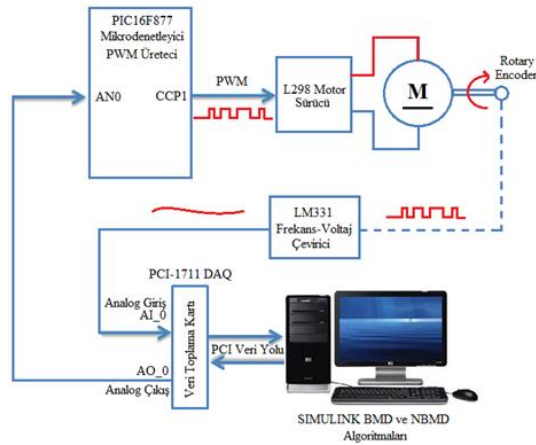 PIC16F877
Mikrodenetleyici
PWM Üreteci
AN0
CCP1
PWM
L298 Motor
Sürücü
M
Rotary
Encoder
LM331
Frekans-Voltaj
Çevirici
PCI-1711 DAQ
Analog Giriş
AI_0
Veri Toplama Kartı
PCI Veri Yolu
AO_0
Analog Çıkış
SIMULINK BMD ve NBMD
Algoritmaları